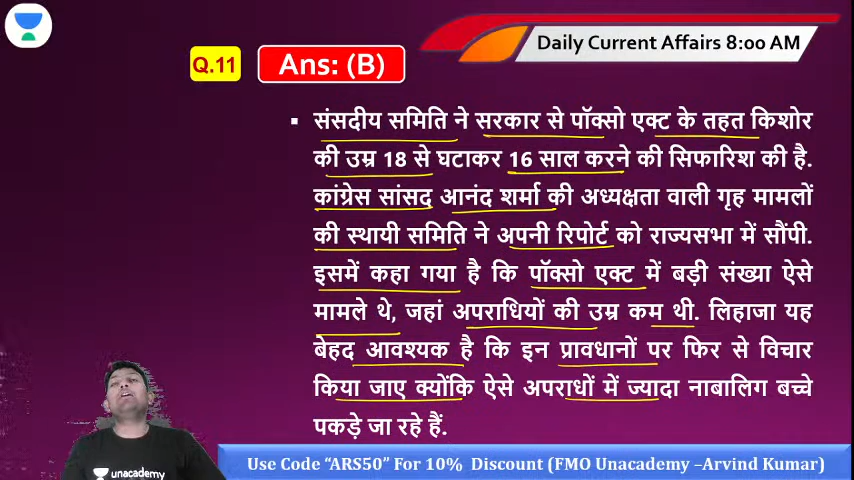 Daily Current Affairs 8:00 AM
Q.11
Ans: (B)
▪ संसदीय समिति ने सरकार से पॉक्सो एक्ट के तहत किशोर
की उम्र 18 से घटाकर 16 साल करने की सिफारिश की है.
कांग्रेस सांसद आनंद शर्मा की अध्यक्षता वाली गृह मामलों
की स्थायी समिति ने अपनी रिपोर्ट को राज्यसभा में सौंपी.
इसमें कहा गया है कि पॉक्सो एक्ट में बड़ी संख्या ऐसे
मामले थे, जहां अपराधियों की उम्र कम थी. लिहाजा यह
बेहद आवश्यक है कि इन प्रावधानों पर फिर से विचार
किया जाए क्योंकि ऐसे अपराधों में ज्यादा नाबालिग बच्चे
पकड़े जा रहे हैं.
unacademy
Use Code “ARS50” For 10% Discount (FMO Unacademy –Arvind Kumar)